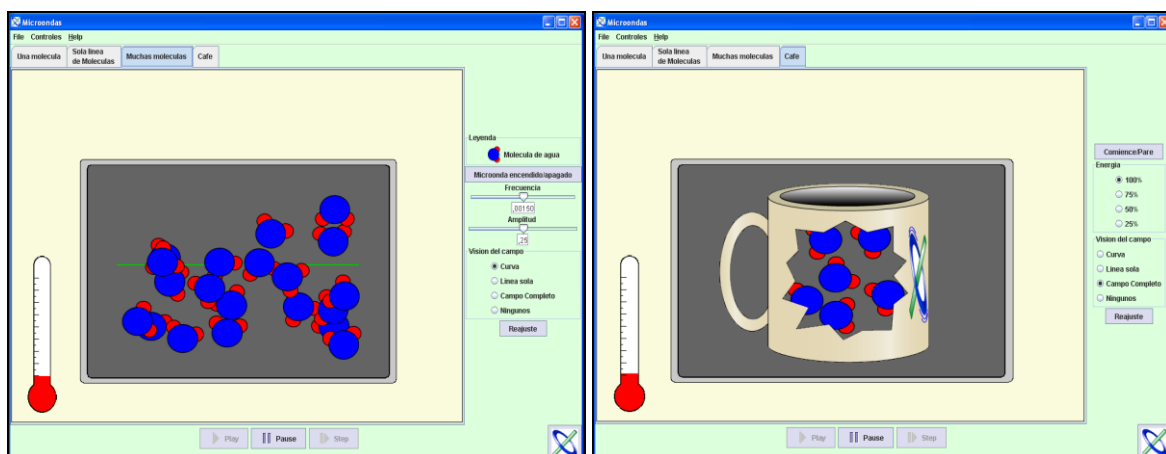 Microendas
File Controles Help
Una molecula
Sola linea
de Moleculas
Muchas moleculas
Cafe
Leyenda
Molecula de agua
Microonda encendido/apagado
Frecuencia
,00150
Amplitud
,25
Vision del campo
Curva
Linea sola
Campo Completo
Ningunos
Reajuste
Play
Pause
Step
Microendas
File Controles Help
Una molecula
Sola linea
de Moleculas
Muchas moleculas
Cafe
Comience/Pare
Energia
100%
75%
50%
25%
Vision del campo
Curva
Linea sola
Campo Completo
Ningunos
Reajuste
Play
Pause
Step